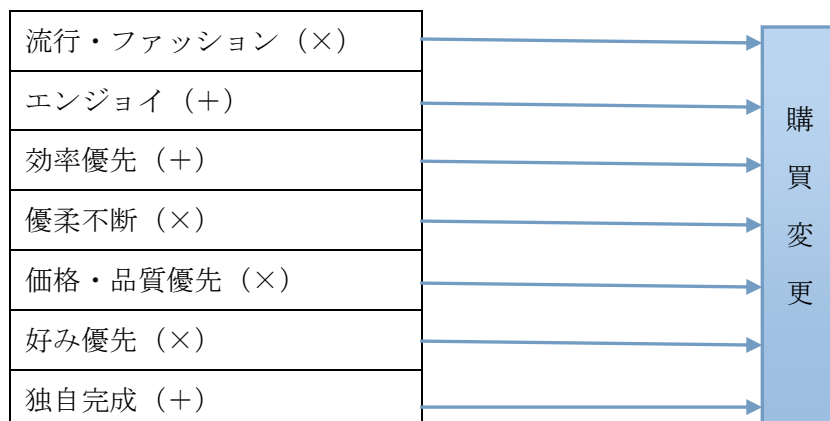 流行・ファッション（×）
エンジョイ（＋）
効率優先（＋）
優柔不断（×）
価格・品質優先（×）
好み優先（×）
独自完成（＋）
購買変更